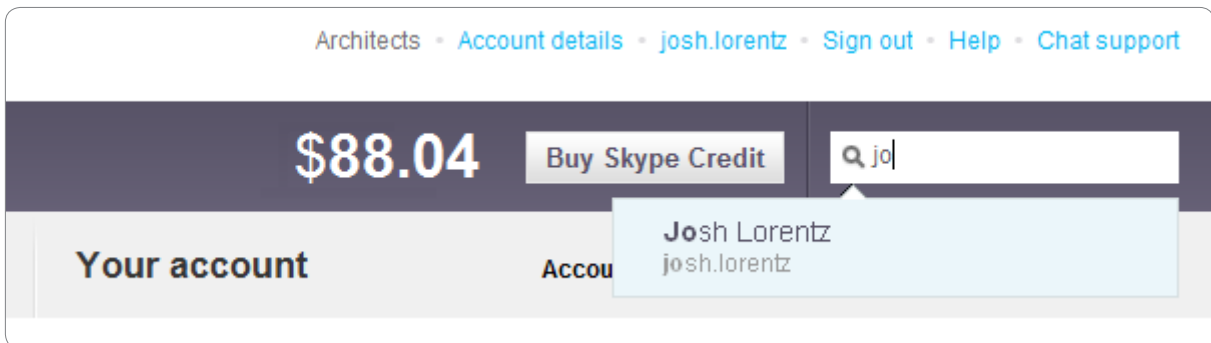 Architects • Account details • josh.lorentz • Sign out • Help • Chat support
$88.04 Buy Skype Credit jo
Josh Lorentz
josh.lorentz
Your account Accou